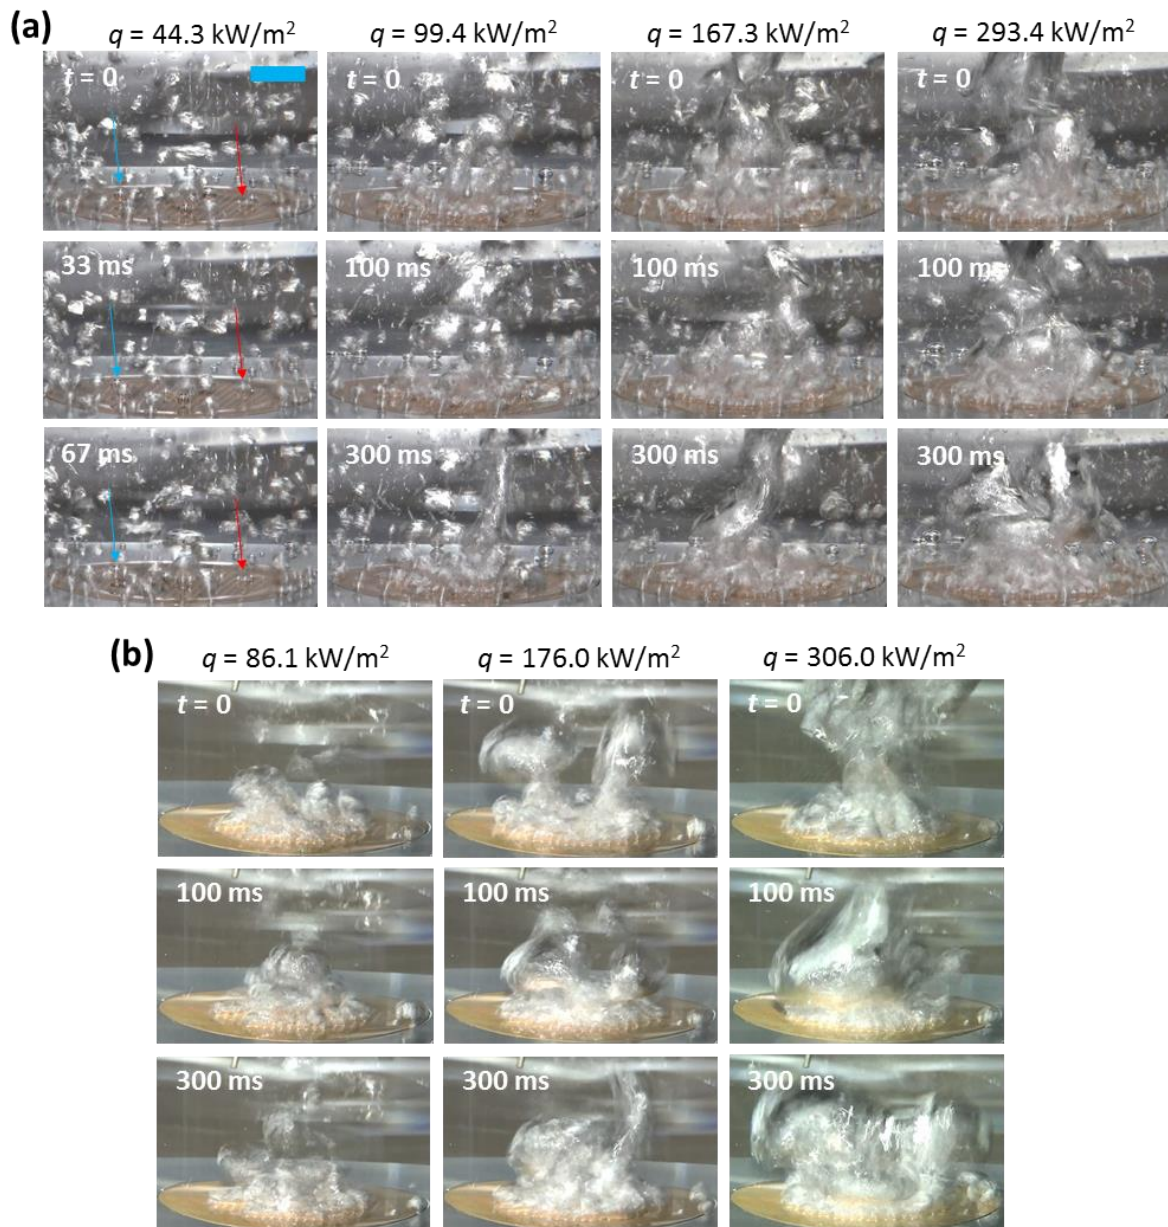 (a)
q = 44.3 kW/m² q = 99.4 kW/m² q = 167.3 kW/m² q = 293.4 kW/m²
t = 0 t = 0 t = 0 t = 0
33 ms 100 ms 100 ms 100 ms
67 ms 300 ms 300 ms 300 ms
(b)
q = 86.1 kW/m² q = 176.0 kW/m² q = 306.0 kW/m²
t = 0 t = 0 t = 0
100 ms 100 ms 100 ms
300 ms 300 ms 300 ms